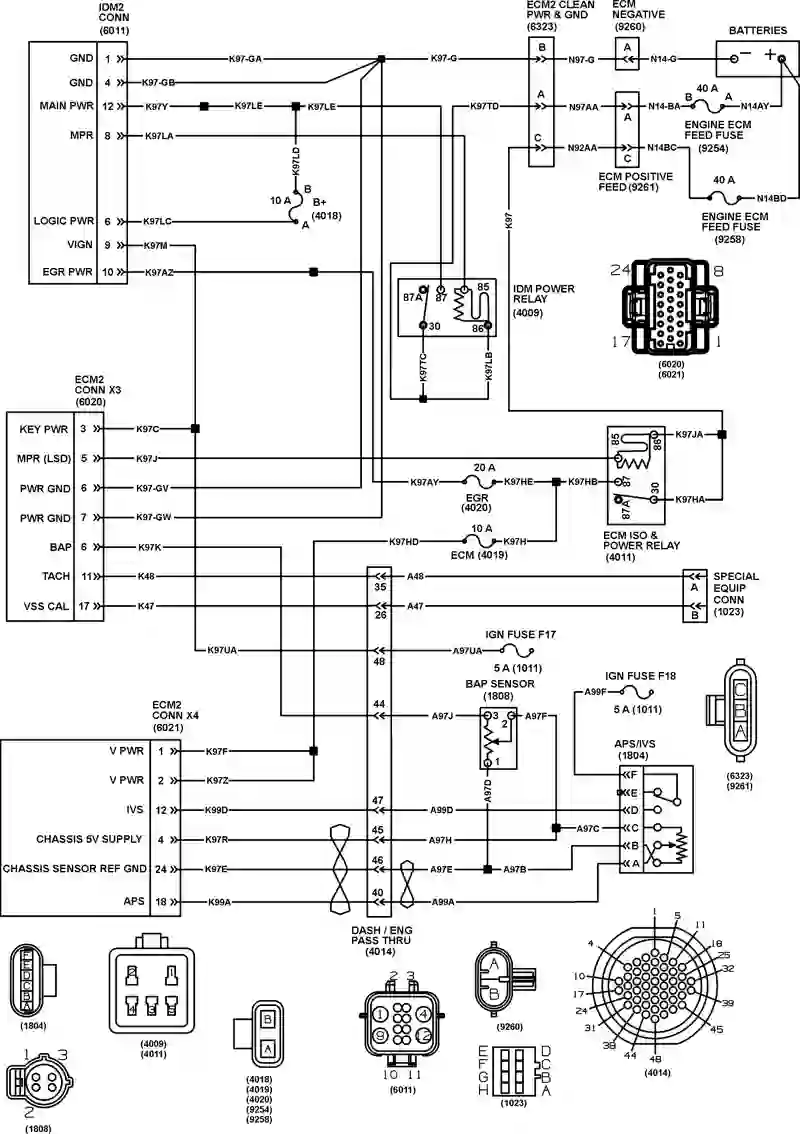 IDM2
CONN
(6011)
ECM2 CLEAN
PWR & GND
(6323)
ECM
NEGATIVE
(9260)
BATTERIES
GND 1 K97-GA K97-G B N97-G A N14-G - +
GND 4 K97-GB
MAIN PWR 12 K97Y K97LE K97LE K97TD A N97AA A N14-BA B 40 A A N14AY
ENGINE ECM
FEED FUSE
(9254)
MPR 8 K97LA
K97LD
C N92AA C N14BC
ECM POSITIVE
FEED (9261)
40 A
N14BD
ENGINE ECM
FEED FUSE
(9258)
10 A B B+
(4018)
A
LOGIC PWR 6 K97LC
VIGN 9 K97M
EGR PWR 10 K97AZ
K97
87A 87 85
30 86
IDM POWER
RELAY
(4009)
K97TC K97LB
24 8
17 1
(6020)
(6021)
ECM2
CONN X3
(6020)
KEY PWR 3 K97C
MPR (LSD) 5 K97J
PWR GND 6 K97-GV
PWR GND 7 K97-GW
BAP 6 K97K
TACH 11 K48 35 A48
VSS CAL 17 K47 26 A47
85 86 K97JA
87 K97HB
87A 30 K97HA
ECM ISO &
POWER RELAY
(4011)
K97AY 20 A K97HE
EGR
(4020)
K97HD 10 A K97H
ECM (4019)
A
B
SPECIAL
EQUIP
CONN
(1023)
K97UA 48 A97UA
IGN FUSE F17
5 A (1011)
BAP SENSOR
(1808)
44 A97J 3 2 A97F
1
A97D
A99F
IGN FUSE F18
5 A (1011)
APS/IVS
(1804)
F
E
D
C
B
A
C
B
A
(6323)
(9261)
ECM2
CONN X4
(6021)
V PWR 1 K97F
V PWR 2 K97Z
IVS 12 K99D 47 A99D
CHASSIS 5V SUPPLY 4 K97R 45 A97H A97C
CHASSIS SENSOR REF GND 24 K97E 46 A97E A97B
APS 18 K99A 40 A99A
DASH / ENG
PASS THRU
(4014)
F
E
D
C
B
A
(1804)
2 1
4 5 3
(4009)
(4011)
1 3
2
(1808)
B
A
(4018)
(4019)
(4020)
(9254)
(9258)
2 3
1 4
9 12
10 11
(6011)
A
B
(9260)
E D
F C
G B
H A
(1023)
1 5 11
4 18
25
10 32
17 39
24
31 45
38
44 48
(4014)